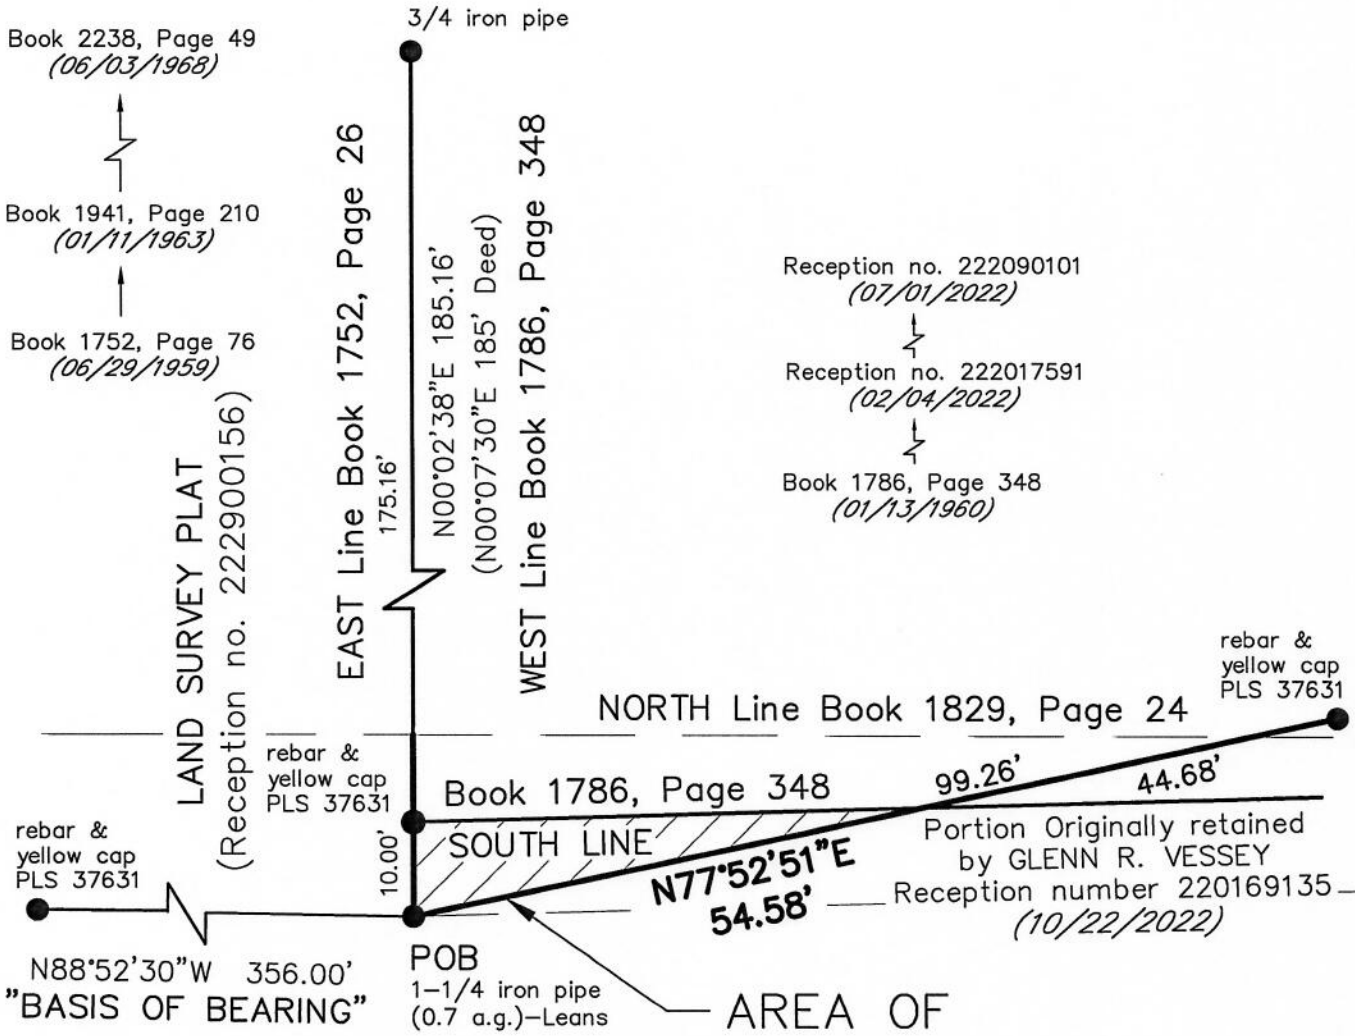 3/4 iron pipe
Book 2238, Page 49
(06/03/1968)
Book 1941, Page 210
(01/11/1963)
Book 1752, Page 76
(06/29/1959)
LAND SURVEY PLAT
(Reception no. 222900156)
EAST Line Book 1752, Page 26
175.16'
N00°02'38"E 185.16'
(N00°07'30"E 185' Deed)
WEST Line Book 1786, Page 348
Reception no. 222090101
(07/01/2022)
Reception no. 222017591
(02/04/2022)
Book 1786, Page 348
(01/13/1960)
rebar &
yellow cap
PLS 37631
NORTH Line Book 1829, Page 24
rebar &
yellow cap
PLS 37631
Book 1786, Page 348
99.26'
44.68'
SOUTH LINE
10.00'
N77°52'51"E
54.58'
Portion Originally retained
by GLENN R. VESSEY
Reception number 220169135
(10/22/2022)
rebar &
yellow cap
PLS 37631
N88°52'30"W 356.00'
"BASIS OF BEARING"
POB
1-1/4 iron pipe
(0.7 a.g.)-Leans
AREA OF